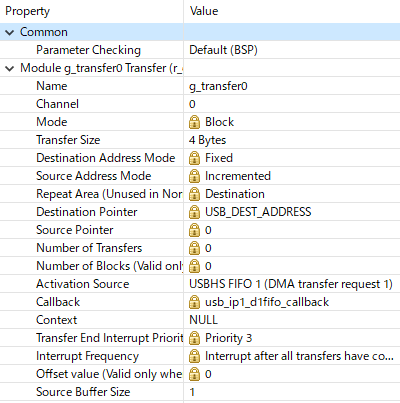 Property Value
Common
Parameter Checking Default (BSP)
Module g_transfer0 Transfer (r_
Name g_transfer0
Channel 0
Mode Block
Transfer Size 4 Bytes
Destination Address Mode Fixed
Source Address Mode Incremented
Repeat Area (Unused in Nor Destination
Destination Pointer USB_DEST_ADDRESS
Source Pointer 0
Number of Transfers 0
Number of Blocks (Valid only 0
Activation Source USBHS FIFO 1 (DMA transfer request 1)
Callback usb_ip1_d1fifo_callback
Context NULL
Transfer End Interrupt Priorit Priority 3
Interrupt Frequency Interrupt after all transfers have co...
Offset value (Valid only whe 0
Source Buffer Size 1